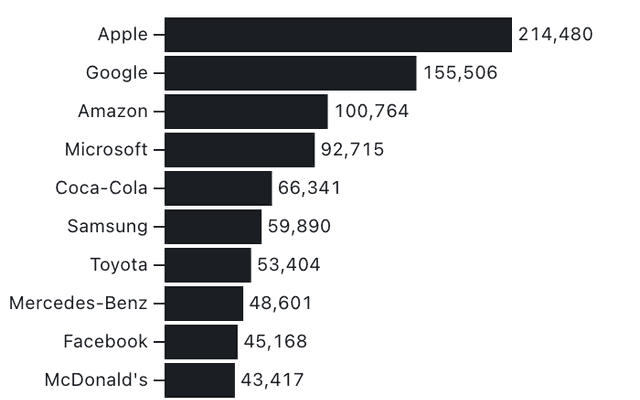 Apple 214,480
Google 155,506
Amazon 100,764
Microsoft 92,715
Coca-Cola 66,341
Samsung 59,890
Toyota 53,404
Mercedes-Benz 48,601
Facebook 45,168
McDonald's 43,417